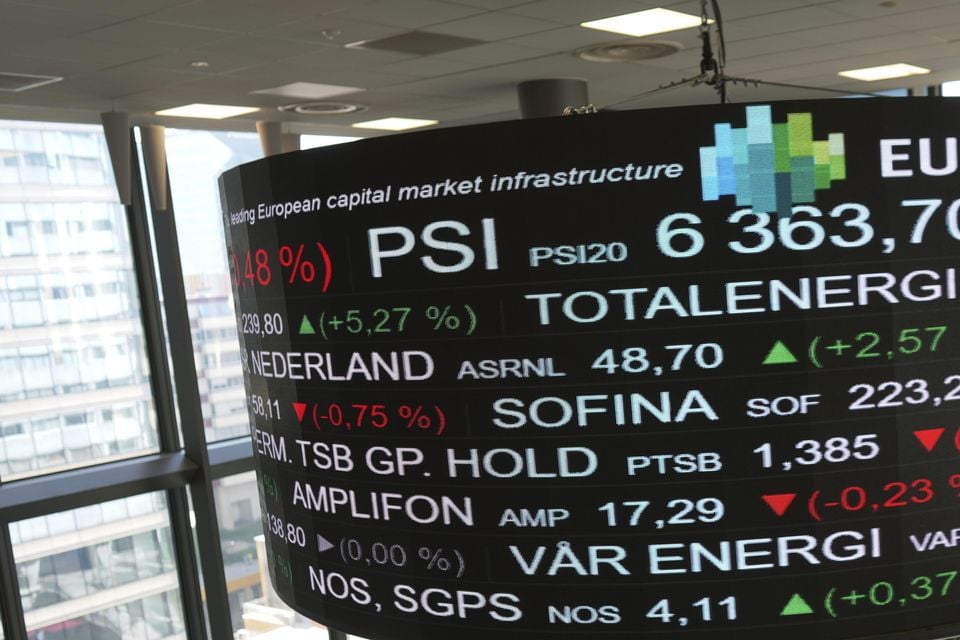 leading European capital market infrastructure EU
0,48 %) PSI PSI20 6 363,70
239,80 ▲(+5,27 %) TOTALENERGI
NEDERLAND ASRNL 48,70 ▲(+2,57
58,11 ▼(-0,75 %) SOFINA SOF 223,2
PERM. TSB GP. HOLD PTSB 1,385 ▼(
%) AMPLIFON AMP 17,29 ▼(-0,23 %
138,80 ▶(0,00 %) VÅR ENERGI VAR
%) NOS, SGPS NOS 4,11 ▲(+0,37